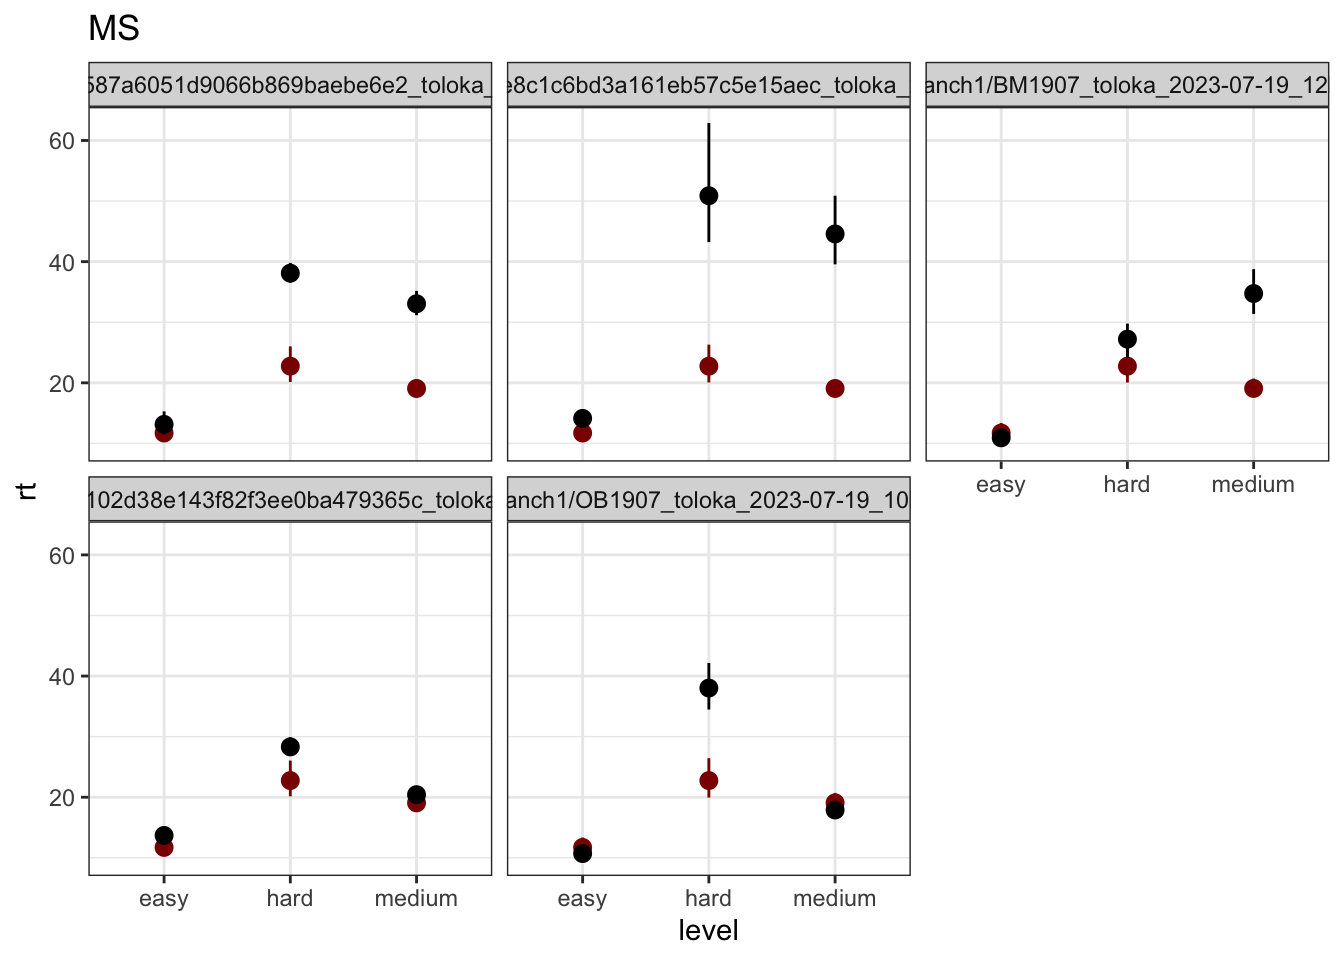 MS
587a6051d9066b869baebe6e2_toloka_
e8c1c6bd3a161eb57c5e15aec_toloka_
anch1/BM1907_toloka_2023-07-19_12
60
40
20
easy hard medium
102d38e143f82f3ee0ba479365c_toloka
anch1/OB1907_toloka_2023-07-19_10
60
40
20
easy hard medium
easy hard medium
level
rt